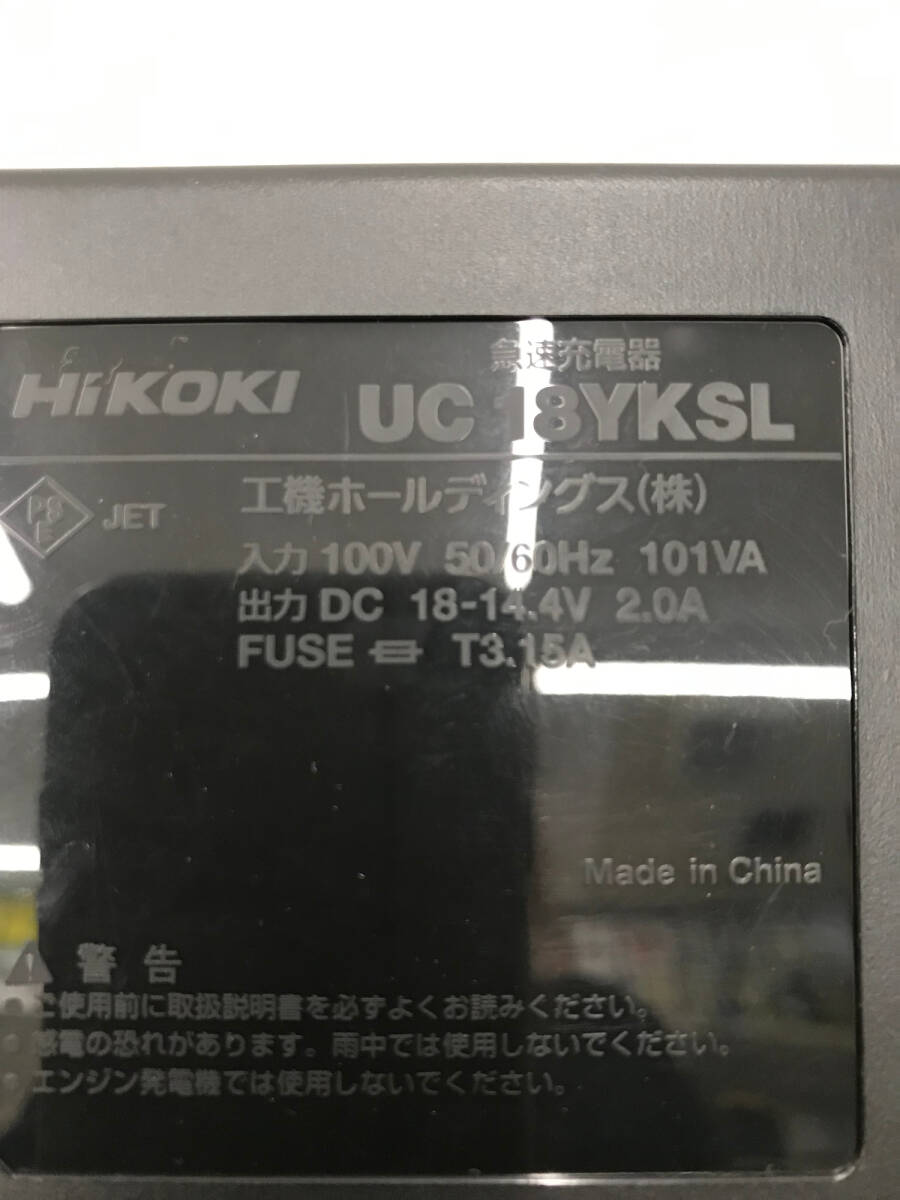 急速充電器
HiKOKI UC 18YKSL
PS
E
JET
工機ホールディングス(株)
入力 100V 50/60Hz 101VA
出力 DC 18-14.4V 2.0A
FUSE T3.15A
Made in China
警告
• ご使用前に取扱説明書を必ずよくお読みください。
• 感電の恐れがあります。雨中では使用しないでください。
• エンジン発電機では使用しないでください。